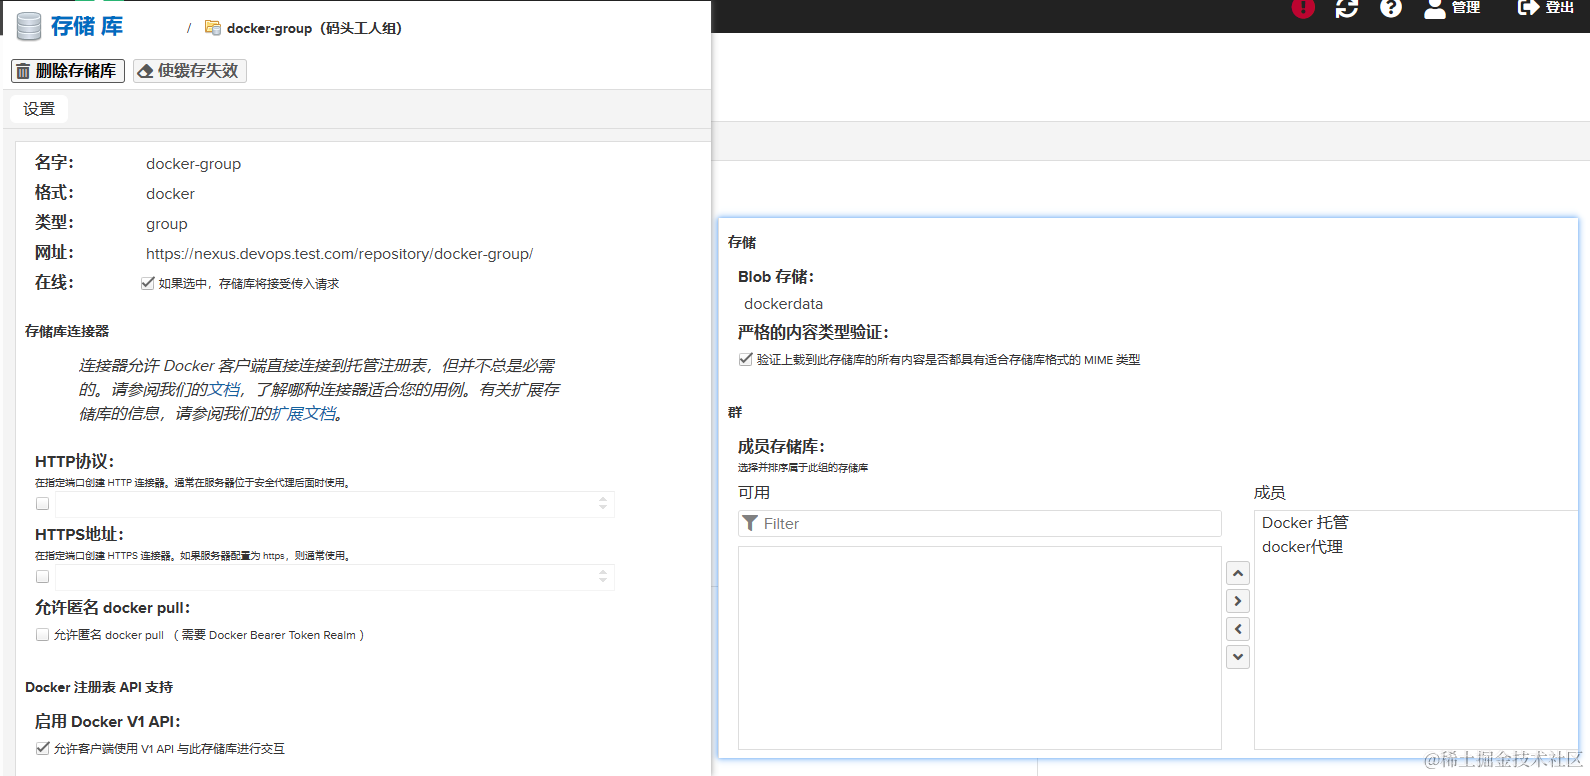 存储 库
/ docker-group（码头工人组）
管理
登出
删除存储库
使缓存失效
设置
名字：
docker-group
格式：
docker
类型：
group
网址：
https://nexus.devops.test.com/repository/docker-group/
在线：
如果选中，存储库将接受传入请求
存储库连接器
连接器允许 Docker 客户端直接连接到托管注册表，但并不总是必需
的。请参阅我们的文档，了解哪种连接器适合您的用例。有关扩展存
储库的信息，请参阅我们的扩展文档。
HTTP协议：
在指定端口创建 HTTP 连接器。通常在服务器位于安全代理后面时使用。
HTTPS地址：
在指定端口创建 HTTPS 连接器。如果服务器配置为 https，则通常使用。
允许匿名 docker pull：
允许匿名 docker pull （ 需要 Docker Bearer Token Realm ）
Docker 注册表 API 支持
启用 Docker V1 API：
允许客户端使用 V1 API 与此存储库进行交互
存储
Blob 存储：
dockerdata
严格的内容类型验证：
验证上载到此存储库的所有内容是否都具有适合存储库格式的 MIME 类型
群
成员存储库：
选择并排序属于此组的存储库
可用
Filter
成员
Docker 托管
docker代理
@稀土掘金技术社区